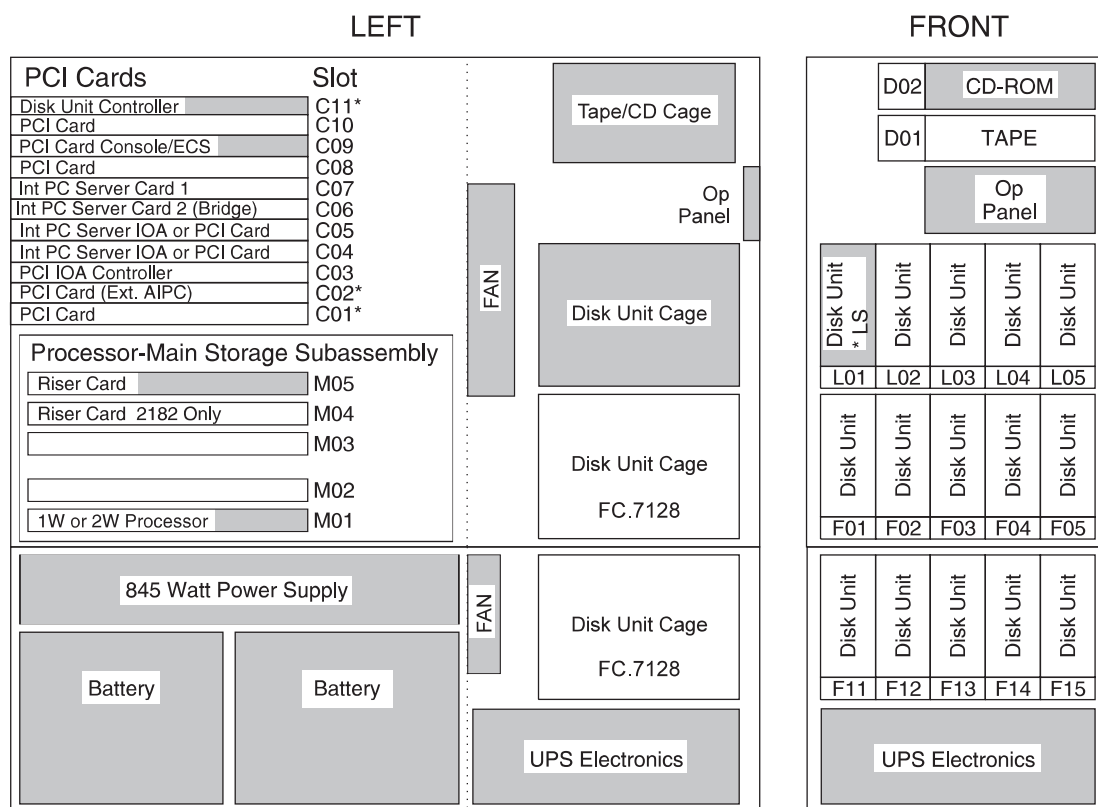 LEFT
PCI Cards Slot
Disk Unit Controller C11*
PCI Card C10
PCI Card Console/ECS C09
PCI Card C08
Int PC Server Card 1 C07
Int PC Server Card 2 (Bridge) C06
Int PC Server IOA or PCI Card C05
Int PC Server IOA or PCI Card C04
PCI IOA Controller C03
PCI Card (Ext. AIPC) C02*
PCI Card C01*
Processor-Main Storage Subassembly
Riser Card M05
Riser Card 2182 Only M04
M03
M02
1W or 2W Processor M01
845 Watt Power Supply
Battery
Battery
FAN
FAN
Tape/CD Cage
Op
Panel
Disk Unit Cage
Disk Unit Cage
FC.7128
Disk Unit Cage
FC.7128
UPS Electronics
FRONT
D02 CD-ROM
D01 TAPE
Op
Panel
Disk Unit
* LS
Disk Unit
Disk Unit
Disk Unit
Disk Unit
L01 L02 L03 L04 L05
Disk Unit
Disk Unit
Disk Unit
Disk Unit
Disk Unit
F01 F02 F03 F04 F05
Disk Unit
Disk Unit
Disk Unit
Disk Unit
Disk Unit
F11 F12 F13 F14 F15
UPS Electronics